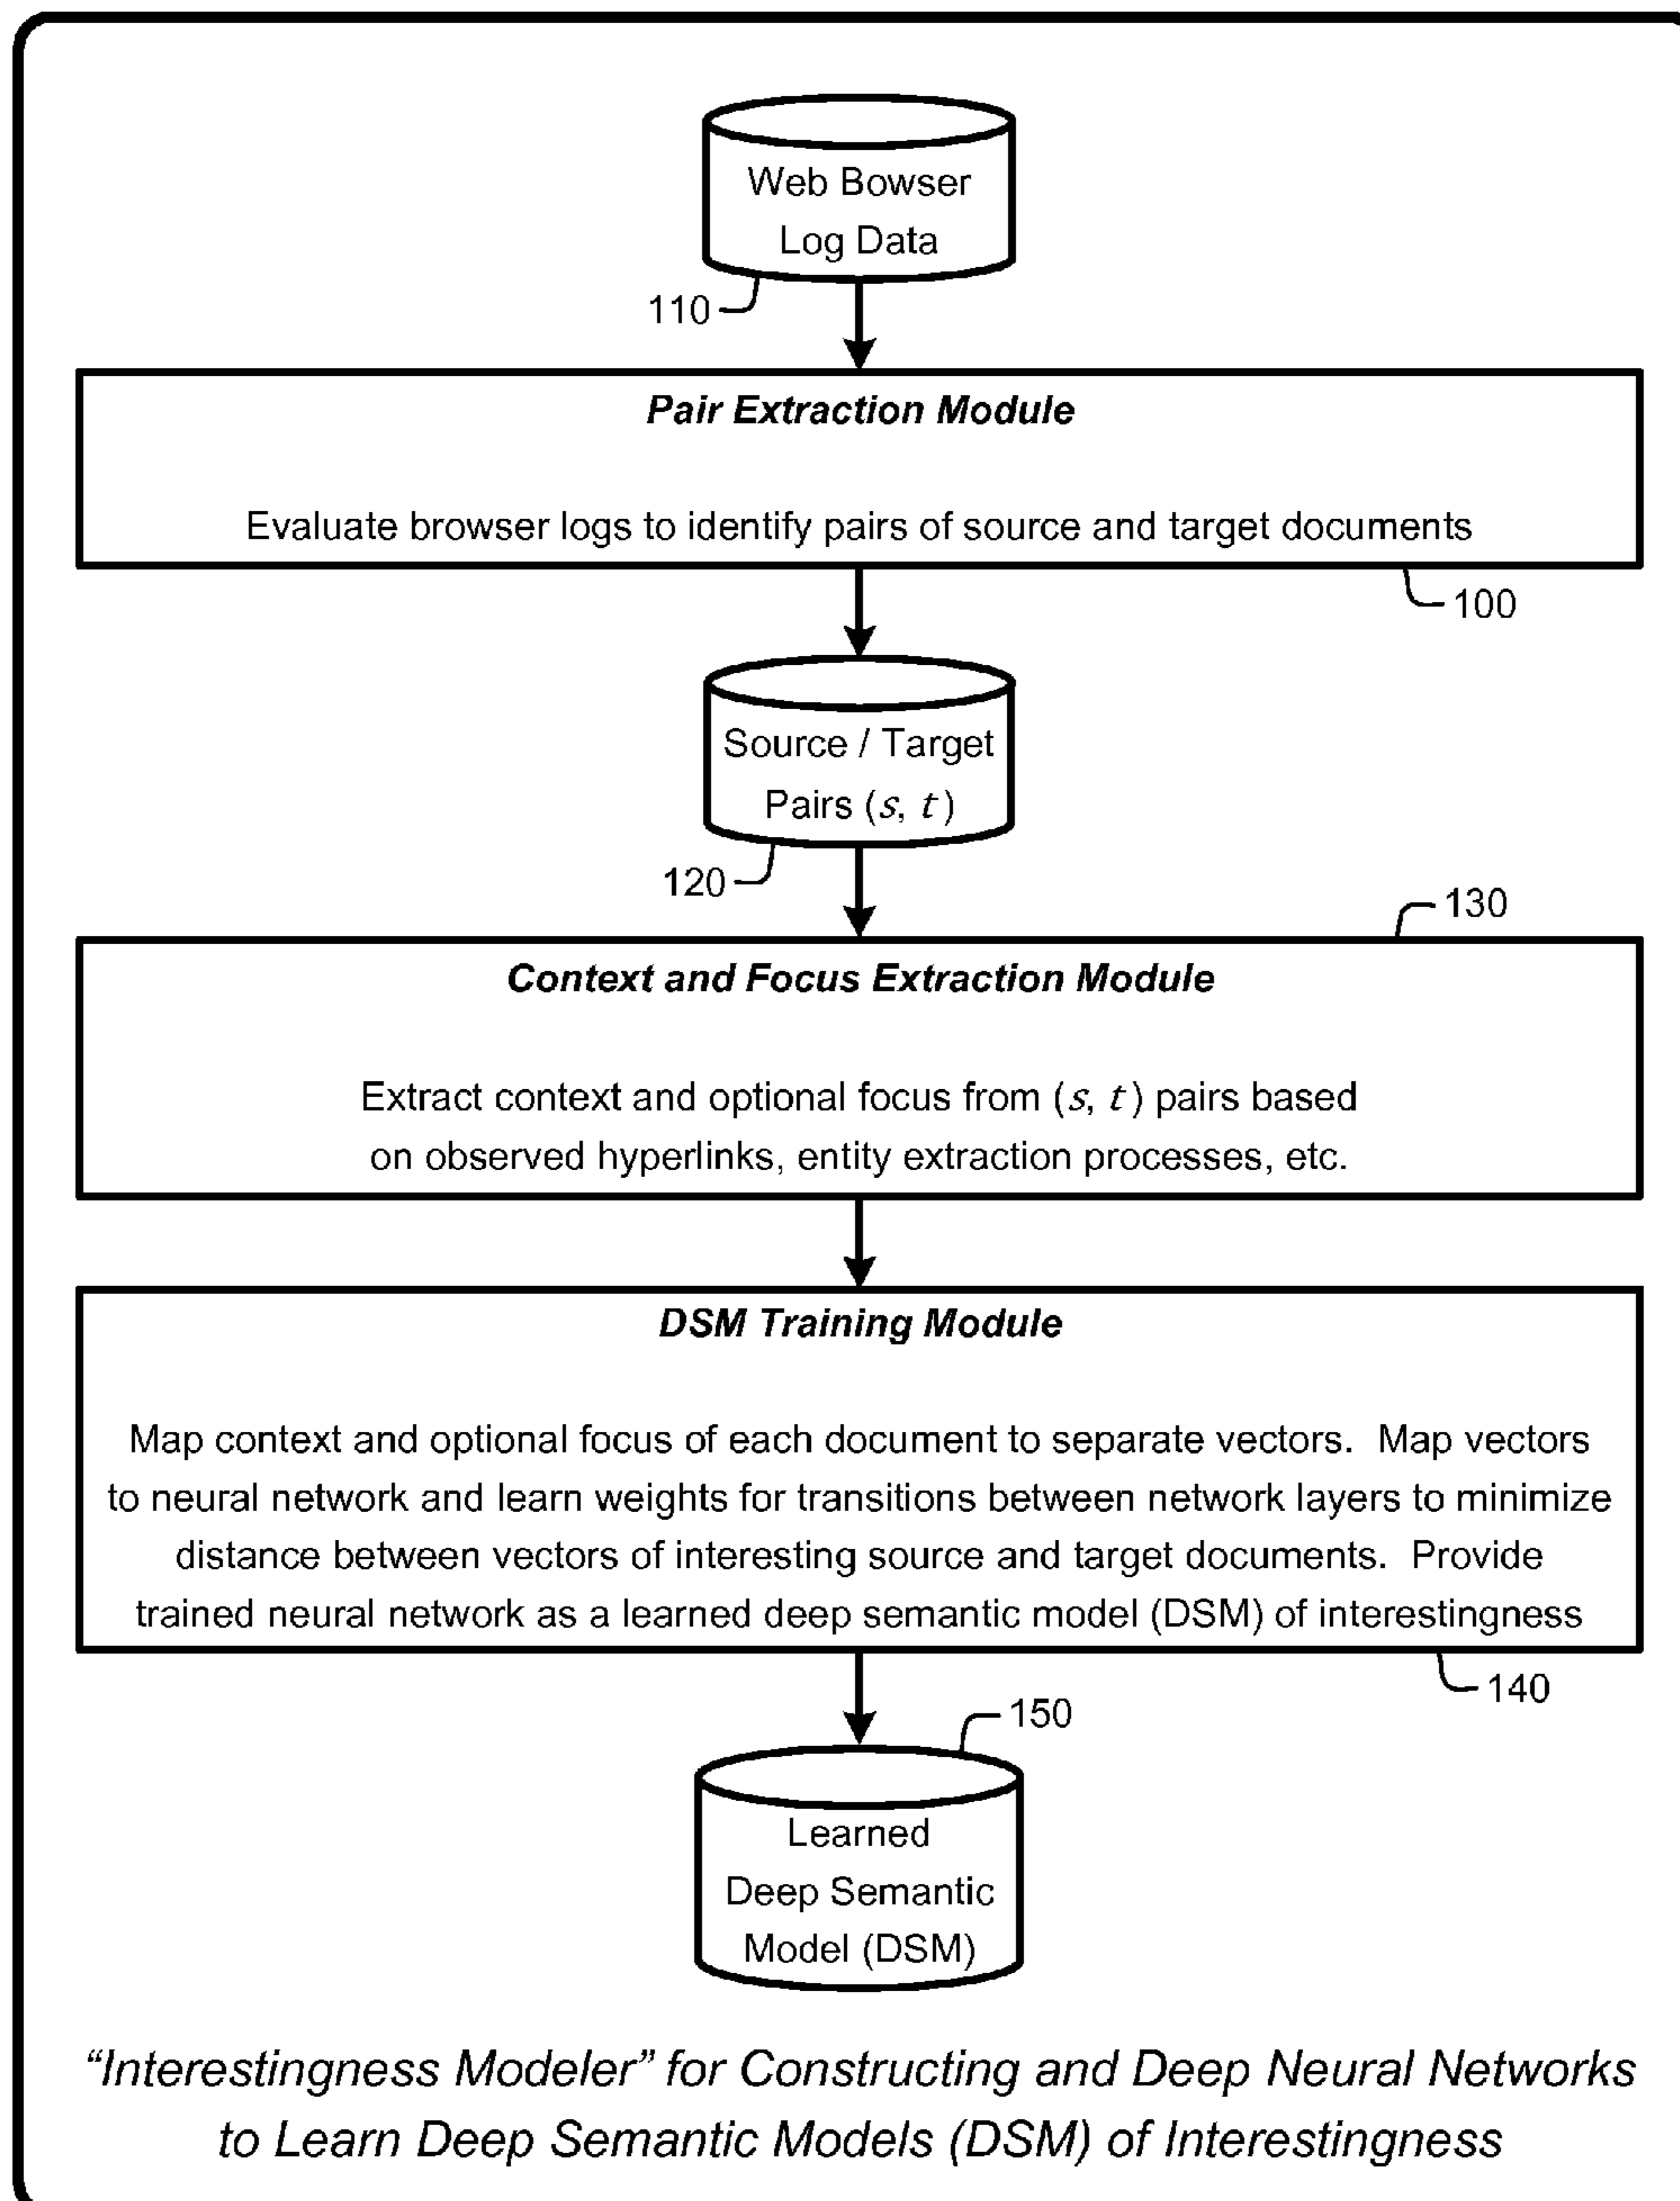 Web Bowser
Log Data
110
Pair Extraction Module
Evaluate browser logs to identify pairs of source and target documents
100
Source / Target
Pairs (s, t)
120
130
Context and Focus Extraction Module
Extract context and optional focus from (s, t) pairs based
on observed hyperlinks, entity extraction processes, etc.
DSM Training Module
Map context and optional focus of each document to separate vectors. Map vectors
to neural network and learn weights for transitions between network layers to minimize
distance between vectors of interesting source and target documents. Provide
trained neural network as a learned deep semantic model (DSM) of interestingness
140
150
Learned
Deep Semantic
Model (DSM)
“Interestingness Modeler” for Constructing and Deep Neural Networks
to Learn Deep Semantic Models (DSM) of Interestingness